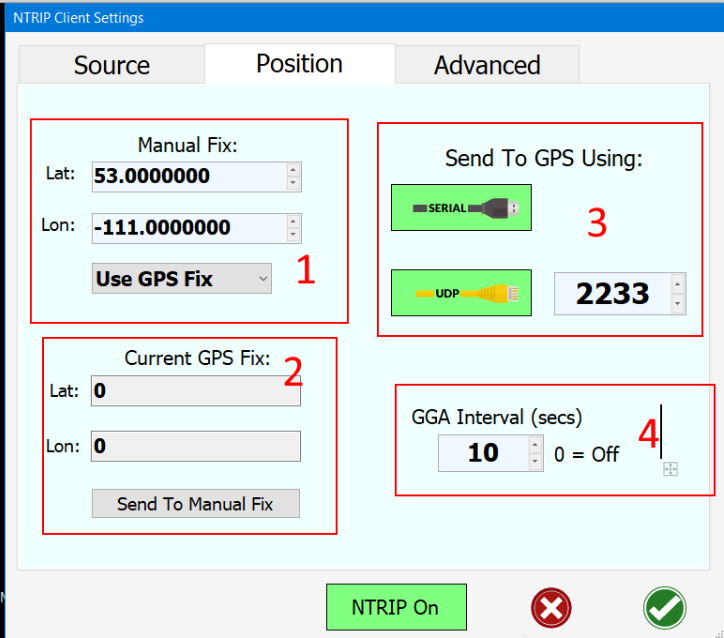 NTRIP Client Settings
Source Position Advanced
Manual Fix:
Lat: 53.0000000
Lon: -111.0000000
Use GPS Fix
1
Send To GPS Using:
SERIAL
3
UDP 2233
Current GPS Fix:
2
Lat: 0
Lon: 0
Send To Manual Fix
GGA Interval (secs)
10 0 = Off
4
NTRIP On